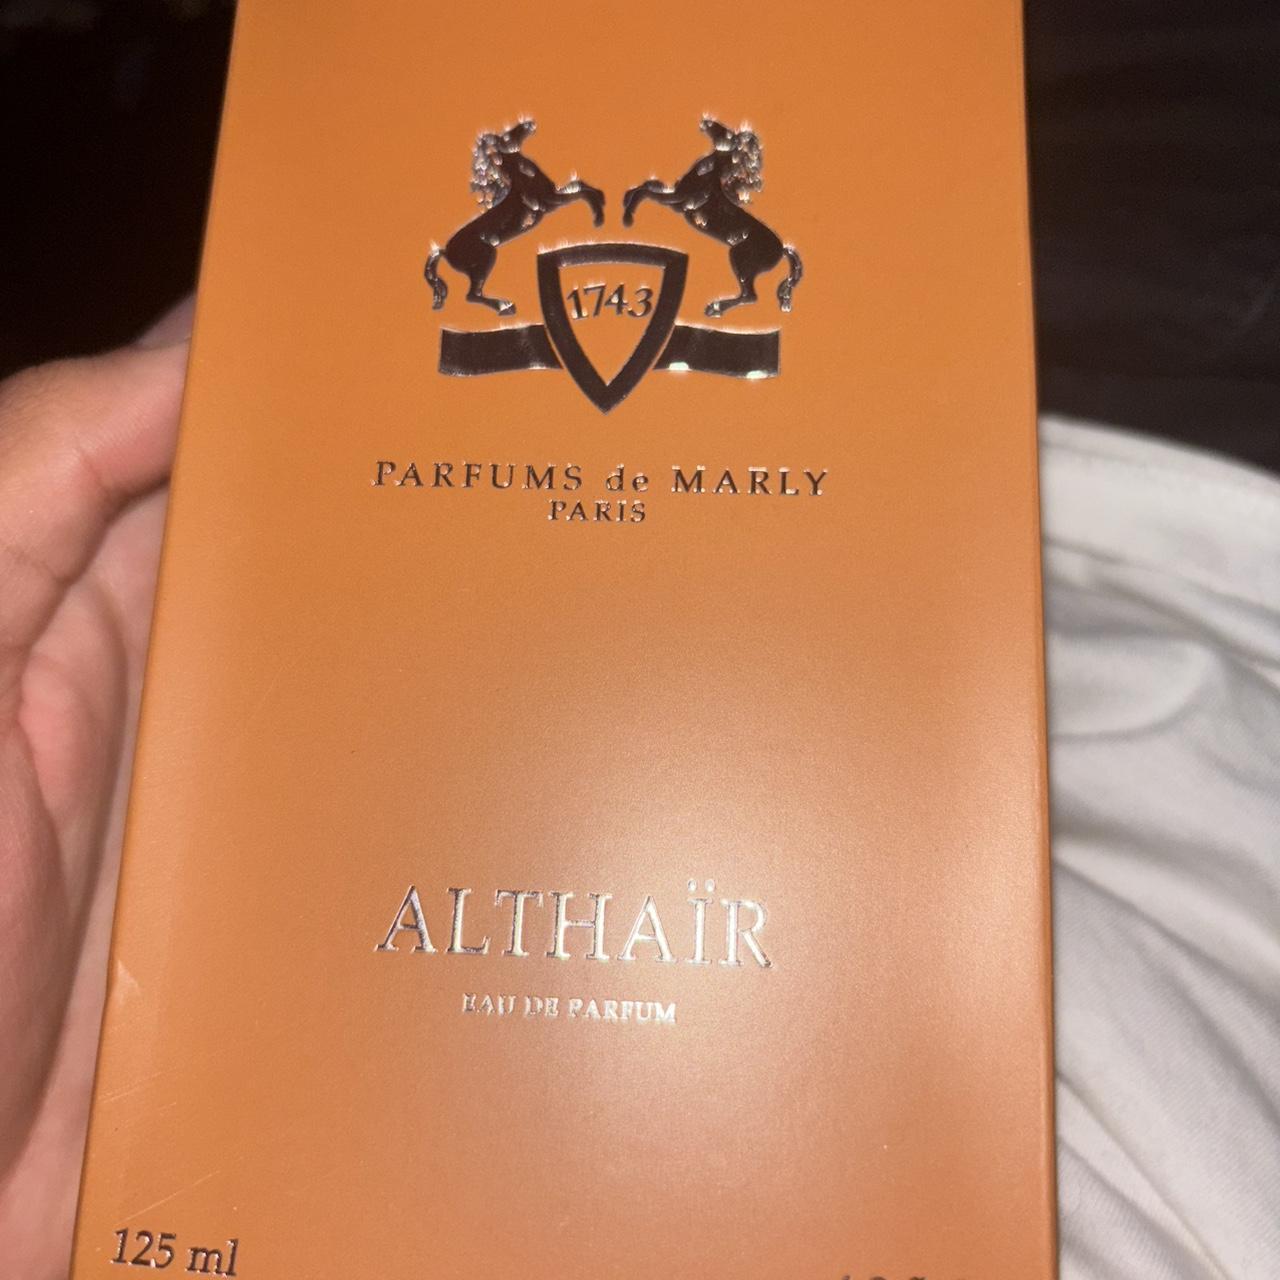 1743
PARFUMS de MARLY
PARIS
ALTHAÏR
EAU DE PARFUM
125 ml